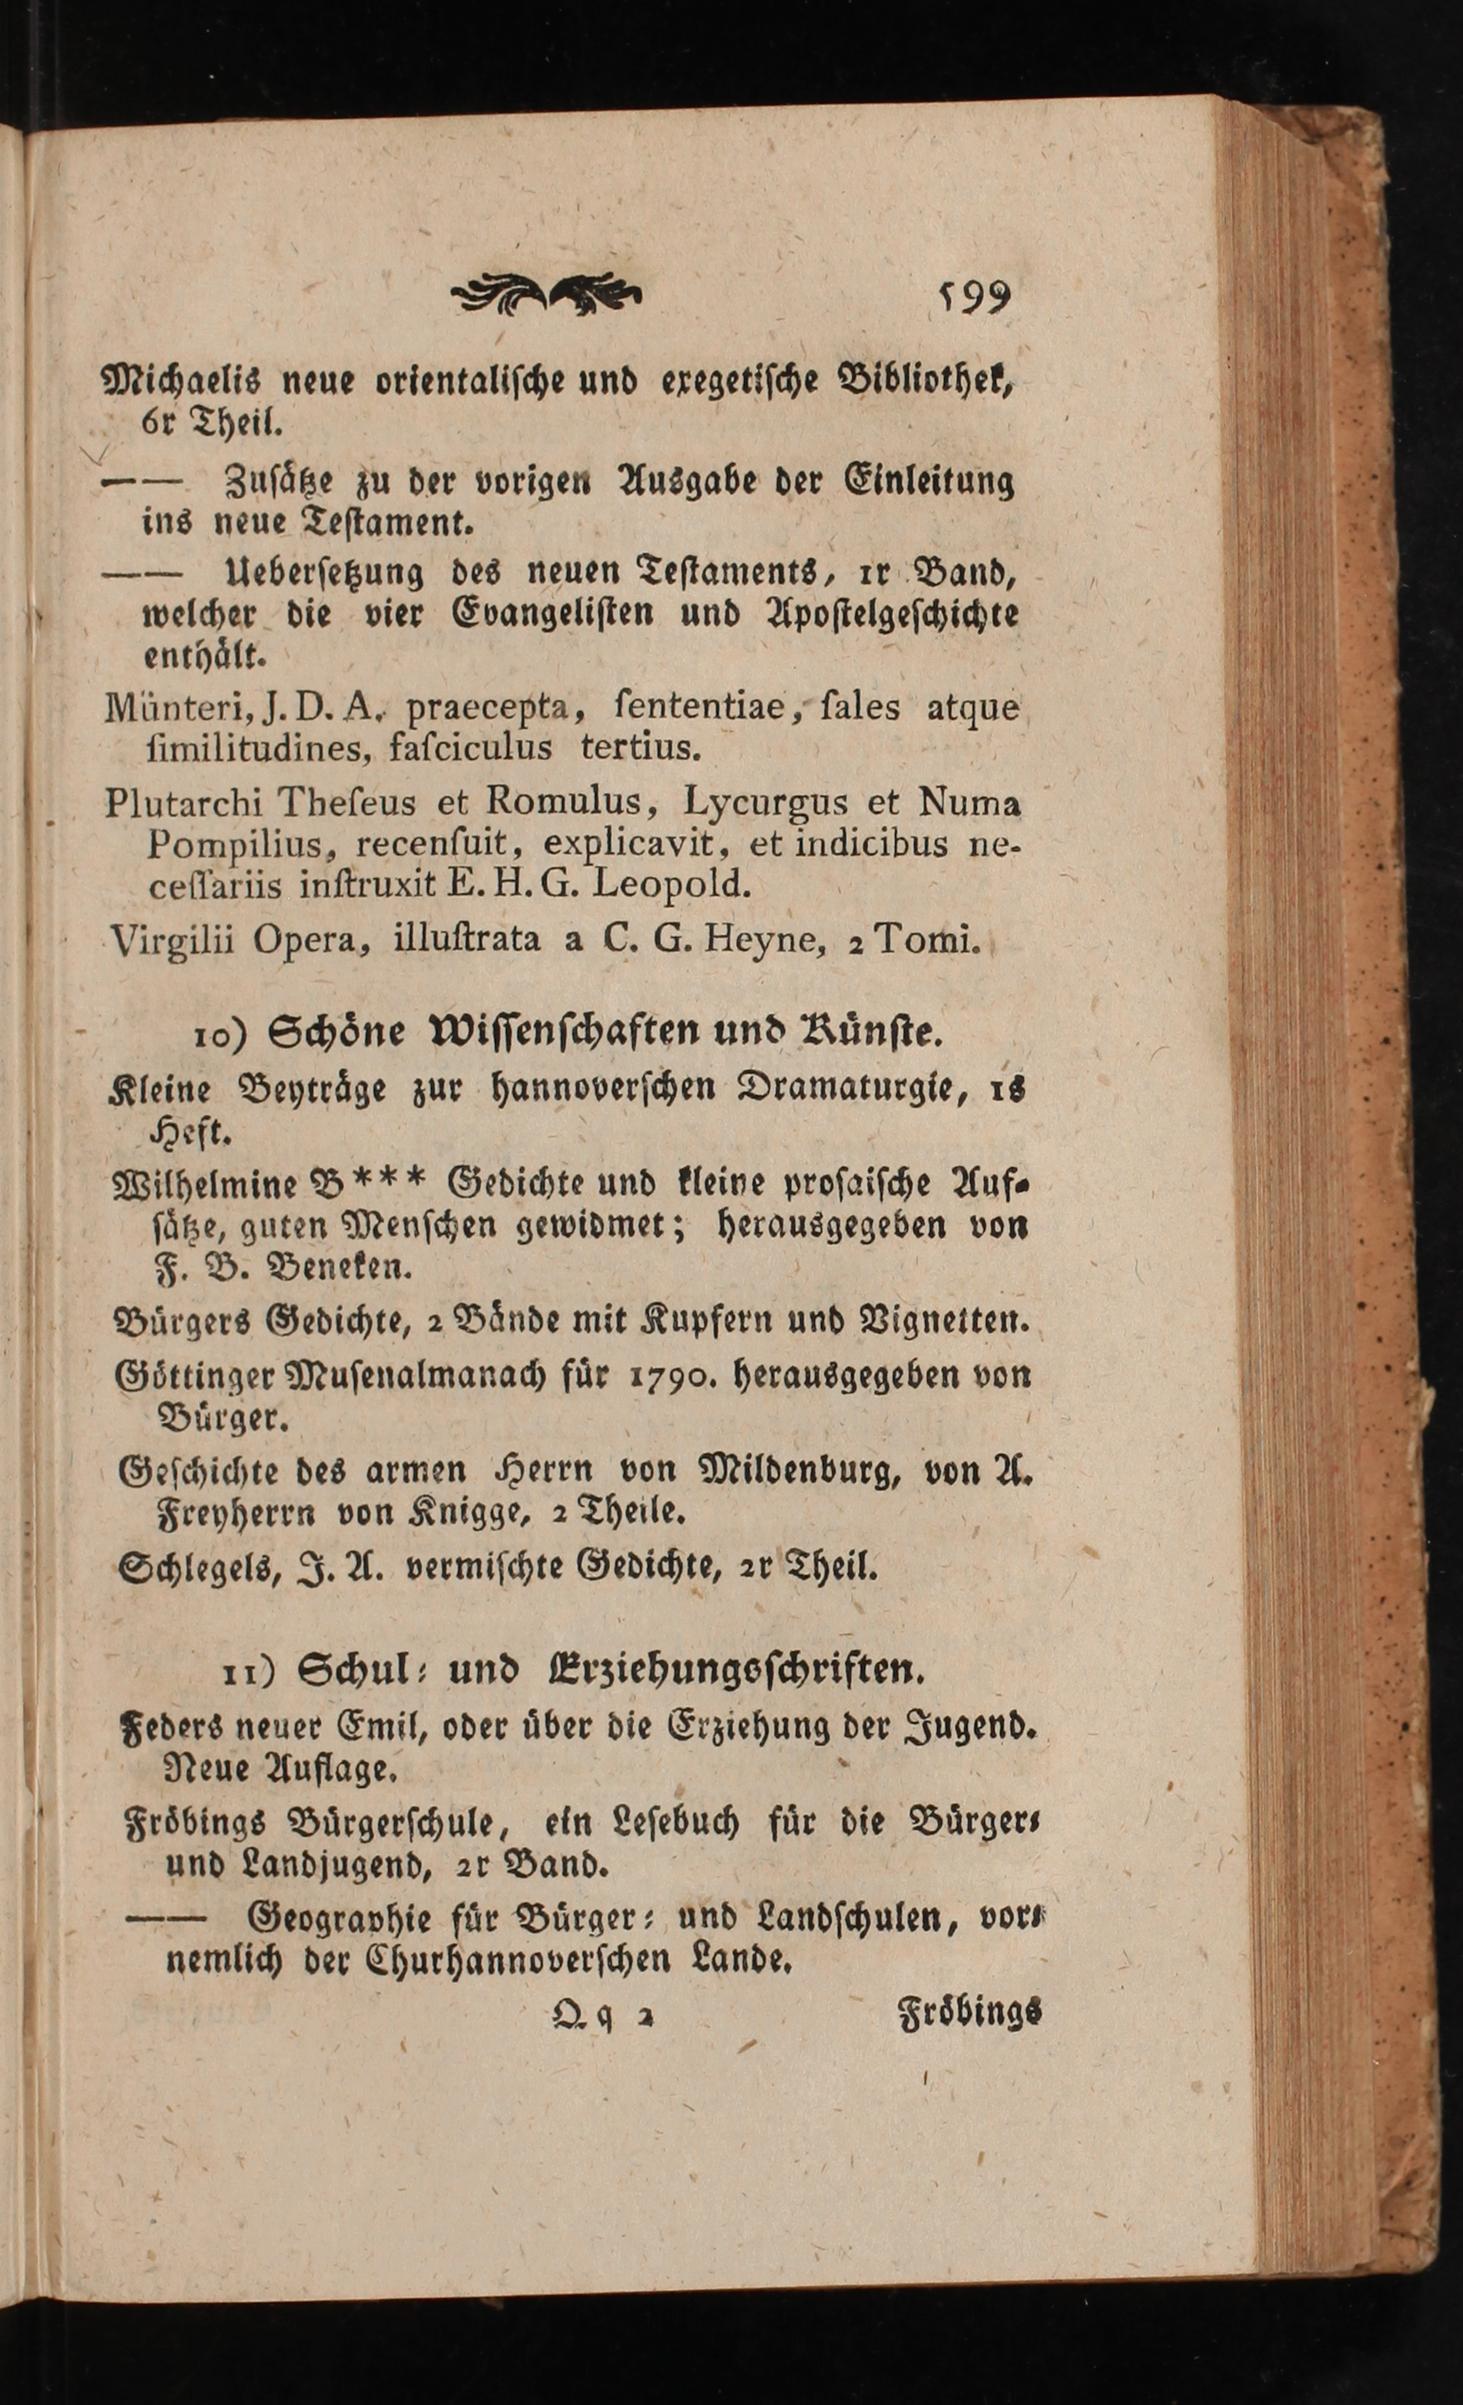 599
Michaelis neue orientaliſche und exegetiſche Bibliothek,
6r Theil.
—— Zuſätze zu der vorigen Ausgabe der Einleitung
ins neue Teſtament.
—— Ueberſetzung des neuen Teſtaments, 1r Band,
welcher die vier Evangeliſten und Apoſtelgeſchichte
enthält.
Münteri, J. D. A. praecepta, ſententiae, ſales atque
ſimilitudines, faſciculus tertius.
Plutarchi Theſeus et Romulus, Lycurgus et Numa
Pompilius, recenſuit, explicavit, et indicibus ne-
ceſſariis inſtruxit E. H. G. Leopold.
Virgilii Opera, illuſtrata a C. G. Heyne, 2 Tomi.
10) Schöne Wiſſenſchaften und Künſte.
Kleine Beyträge zur hannoverſchen Dramaturgie, 1s
Heft.
Wilhelmine B*** Gedichte und kleine proſaiſche Auf-
ſätze, guten Menſchen gewidmet; herausgegeben von
F. B. Beneken.
Bürgers Gedichte, 2 Bände mit Kupfern und Vignetten.
Göttinger Muſenalmanach für 1790. herausgegeben von
Bürger.
Geſchichte des armen Herrn von Mildenburg, von A.
Freyherrn von Knigge, 2 Theile.
Schlegels, J. A. vermiſchte Gedichte, 2r Theil.
11) Schul- und Erziehungsſchriften.
Feders neuer Emil, oder über die Erziehung der Jugend.
Neue Auflage.
Fröbings Bürgerſchule, ein Leſebuch für die Bürger-
und Landjugend, 2r Band.
—— Geographie für Bürger- und Landſchulen, vor-
nemlich der Churhannoverſchen Lande.
Qq 2 Fröbings